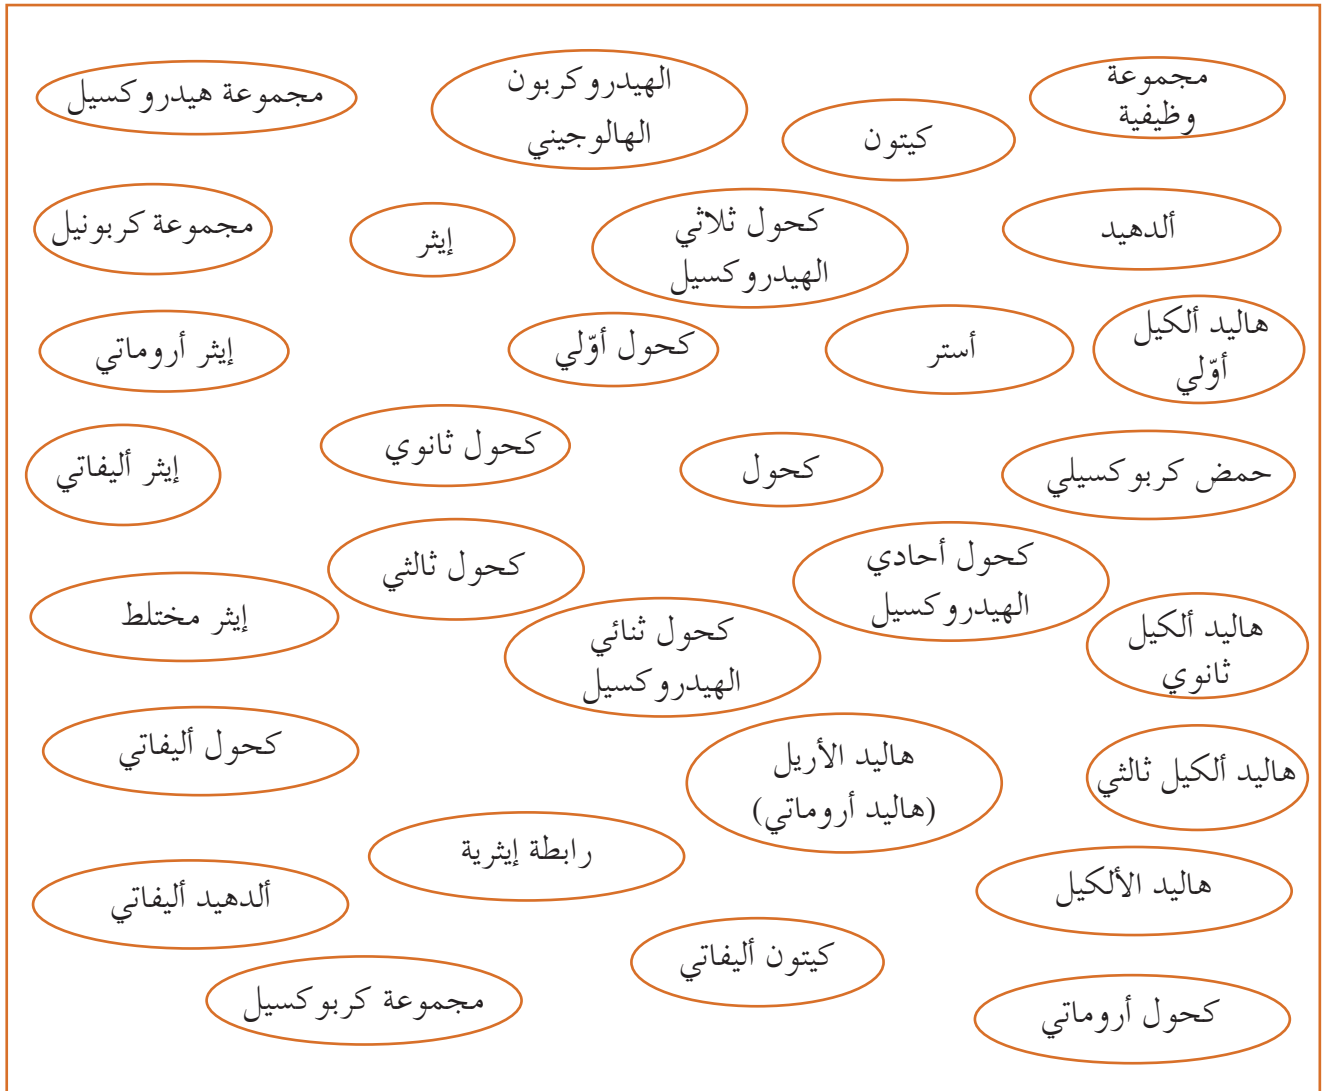 مجموعة
وظيفية
كيتون
الهيدروكربون
الهالوجيني
مجموعة هيدروكسيل
ألدهيد
كحول ثلاثي
الهيدروكسيل
إيثر
مجموعة كربونيل
هاليد ألكيل
أوّلي
أستر
كحول أوّلي
إيثر أروماتي
حمض كربوكسيلي
كحول
كحول ثانوي
إيثر أليفاتي
كحول أحادي
الهيدروكسيل
كحول ثالثي
هاليد ألكيل
ثانوي
كحول ثنائي
الهيدروكسيل
إيثر مختلط
هاليد ألكيل ثالثي
هاليد الأريل
(هاليد أروماتي)
كحول أليفاتي
هاليد الألكيل
رابطة إيثرية
ألدهيد أليفاتي
كيتون أليفاتي
مجموعة كربوكسيل
كحول أروماتي